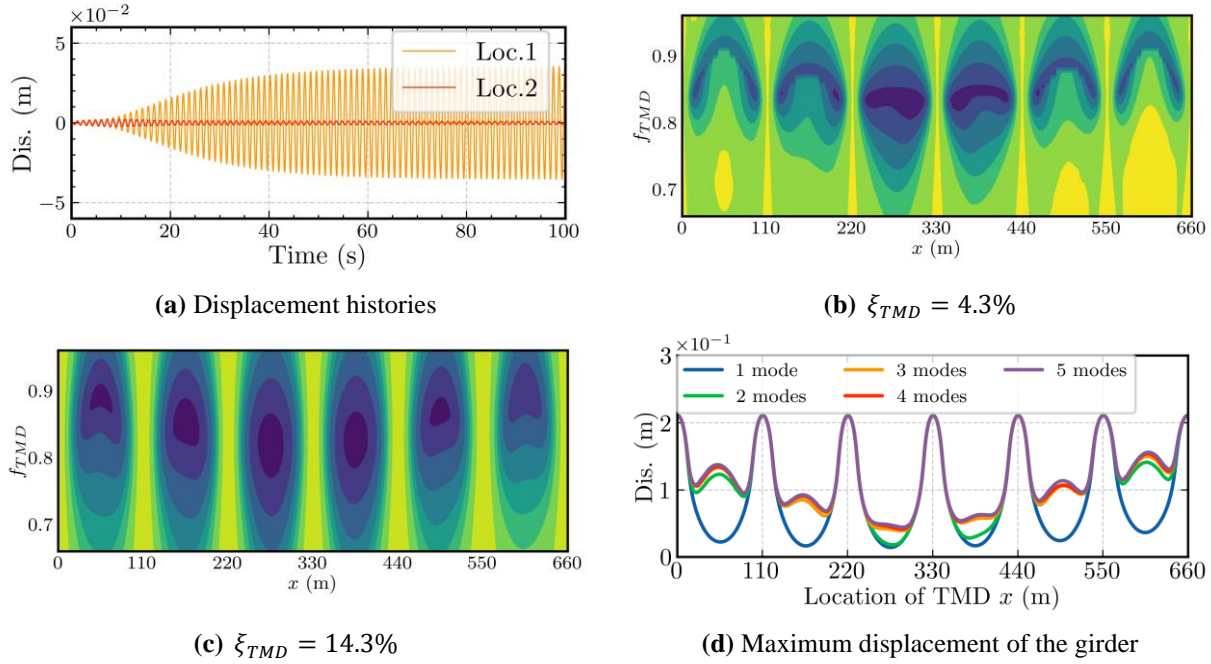 ×10⁻²
5
0
−5
Dis. (m)
Loc.1
Loc.2
0 20 40 60 80 100
Time (s)
(a) Displacement histories
0.9
0.8
0.7
f_TMD
0 110 220 330 440 550 660
x (m)
(b) ξ_TMD = 4.3%
0.9
0.8
0.7
f_TMD
0 110 220 330 440 550 660
x (m)
(c) ξ_TMD = 14.3%
×10⁻¹
3
2
1
0
Dis. (m)
1 mode 3 modes 5 modes
2 modes 4 modes
0 110 220 330 440 550 660
Location of TMD x (m)
(d) Maximum displacement of the girder